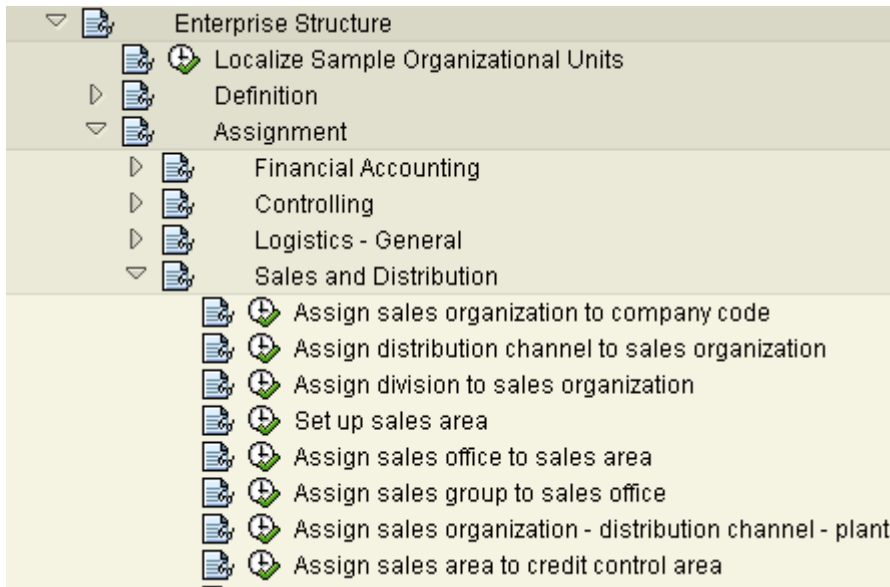 Enterprise Structure
Localize Sample Organizational Units
Definition
Assignment
Financial Accounting
Controlling
Logistics - General
Sales and Distribution
Assign sales organization to company code
Assign distribution channel to sales organization
Assign division to sales organization
Set up sales area
Assign sales office to sales area
Assign sales group to sales office
Assign sales organization - distribution channel - plant
Assign sales area to credit control area